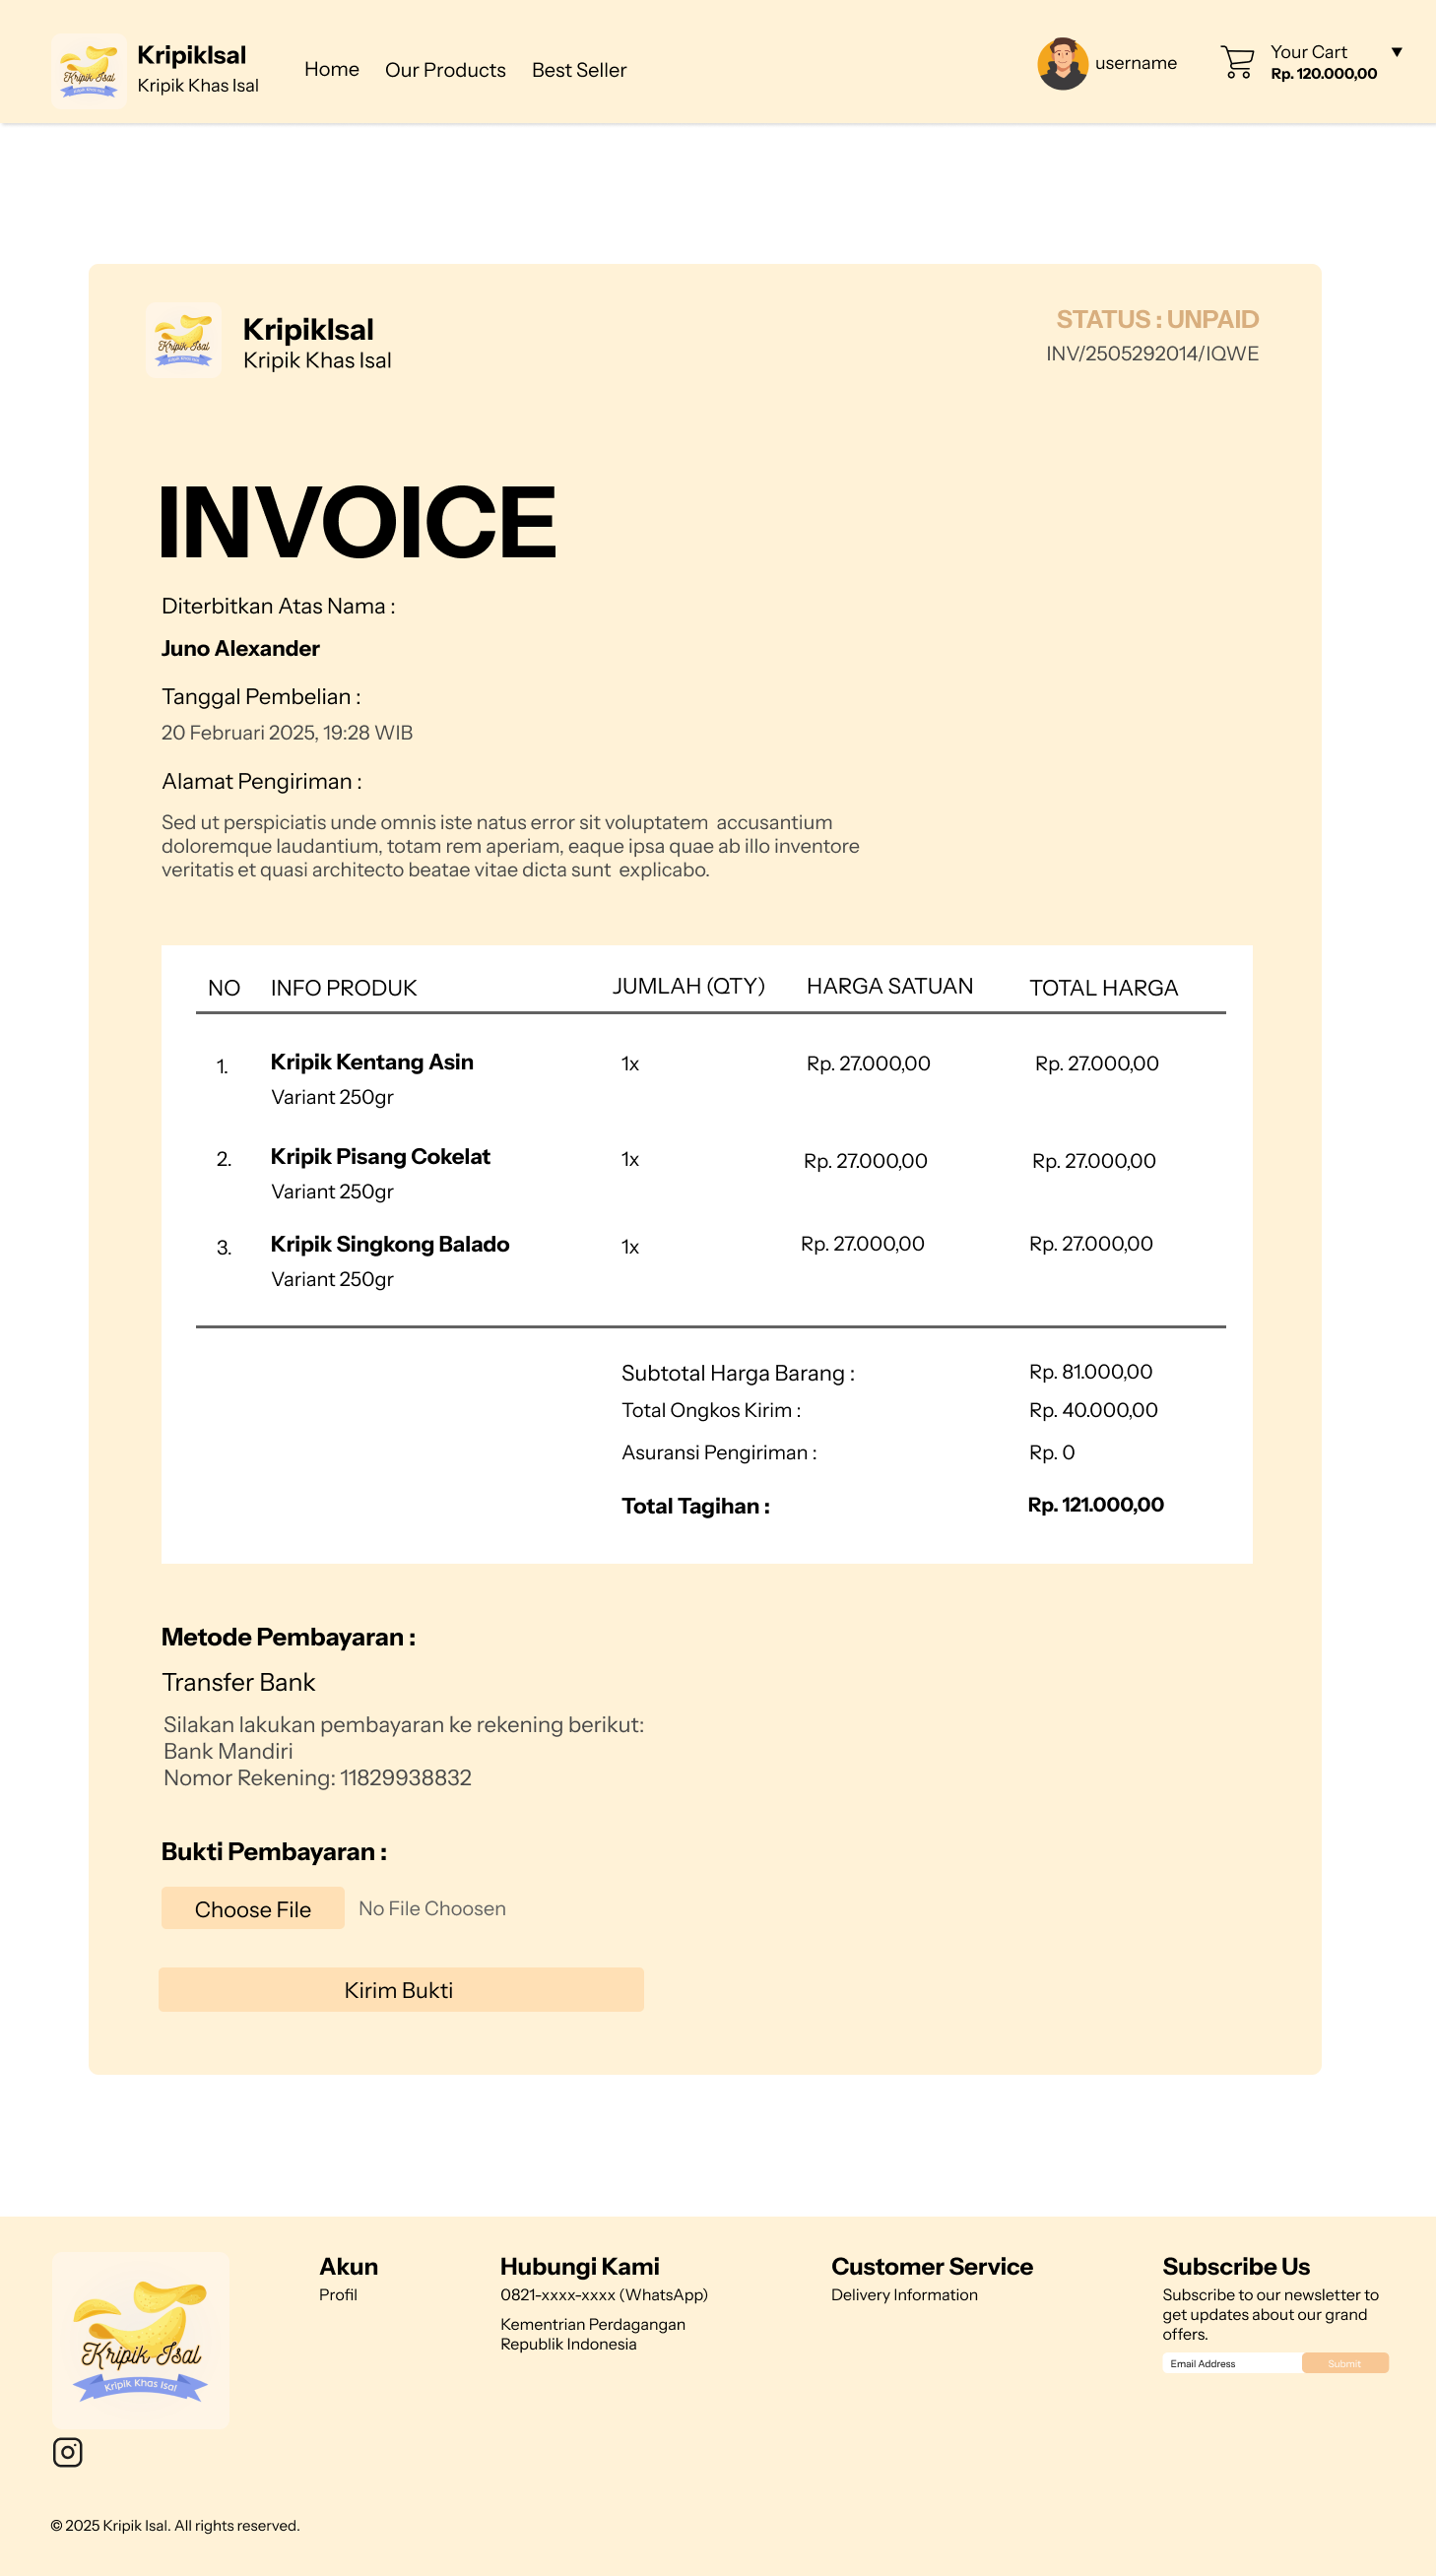 Kripik Isal
Kripik Khas Isal
KripikIsal
Kripik Khas Isal
Home
Our Products
Best Seller
username
Your Cart
▼
Rp. 120.000,00
Kripik Isal
Kripik Khas Isal
KripikIsal
Kripik Khas Isal
STATUS : UNPAID
INV/2505292014/IQWE
INVOICE
Diterbitkan Atas Nama :
Juno Alexander
Tanggal Pembelian :
20 Februari 2025, 19:28 WIB
Alamat Pengiriman :
Sed ut perspiciatis unde omnis iste natus error sit voluptatem  accusantium
doloremque laudantium, totam rem aperiam, eaque ipsa quae ab illo inventore
veritatis et quasi architecto beatae vitae dicta sunt  explicabo.
NO INFO PRODUK JUMLAH (QTY) HARGA SATUAN TOTAL HARGA
1. Kripik Kentang Asin 1x Rp. 27.000,00 Rp. 27.000,00
Variant 250gr
2. Kripik Pisang Cokelat 1x Rp. 27.000,00 Rp. 27.000,00
Variant 250gr
3. Kripik Singkong Balado 1x Rp. 27.000,00 Rp. 27.000,00
Variant 250gr
Subtotal Harga Barang : Rp. 81.000,00
Total Ongkos Kirim : Rp. 40.000,00
Asuransi Pengiriman : Rp. 0
Total Tagihan : Rp. 121.000,00
Metode Pembayaran :
Transfer Bank
Silakan lakukan pembayaran ke rekening berikut:
Bank Mandiri
Nomor Rekening: 11829938832
Bukti Pembayaran :
Choose File No File Choosen
Kirim Bukti
Kripik Isal
Kripik Khas Isal
Akun
Profil
Hubungi Kami
0821-xxxx-xxxx (WhatsApp)
Kementrian Perdagangan
Republik Indonesia
Customer Service
Delivery Information
Subscribe Us
Subscribe to our newsletter to
get updates about our grand
offers.
Email Address Submit
© 2025 Kripik Isal. All rights reserved.